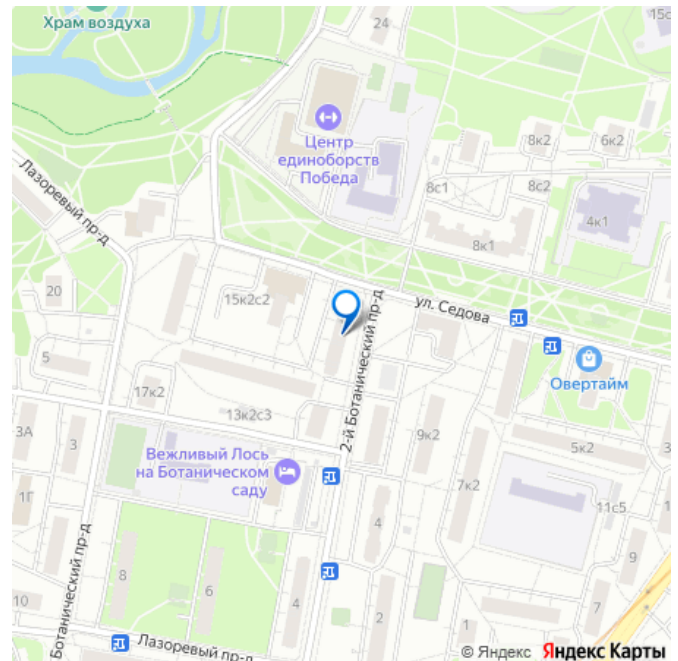 Храм воздуха
24
15с
Центр
единоборств
Победа
8к2
6к2
8с1
8с2
4к1
8к1
Лазоревый пр-д
20
15к2с2
2-й Ботанический пр-д
ул. Седова
Овертайм
5
17к2
13к2с3
3А
3
Вежливый Лось
на Ботаническом
саду
9к2
5к2
7к2
11с5
1Г
4
1
9
8
6
Ботанический пр-д
10
4
2
1
7
Лазоревый пр-д
© Яндекс Яндекс Карты